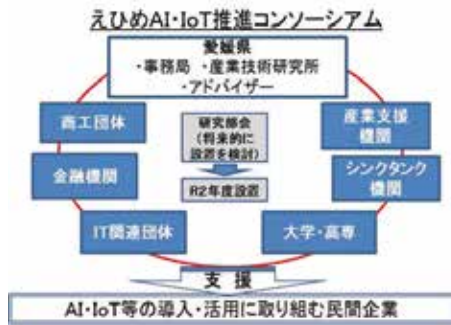 えひめAI・IoT推進コンソーシアム
愛媛県
・事務局 ・産業技術研究所
・アドバイザー
商工団体
産業支援
機関
研究部会
(将来的に
設置を検討)
金融機関
シンクタンク
機関
R2年度設置
IT関連団体
大学・高専
支 援
AI・IoT等の導入・活用に取り組む民間企業